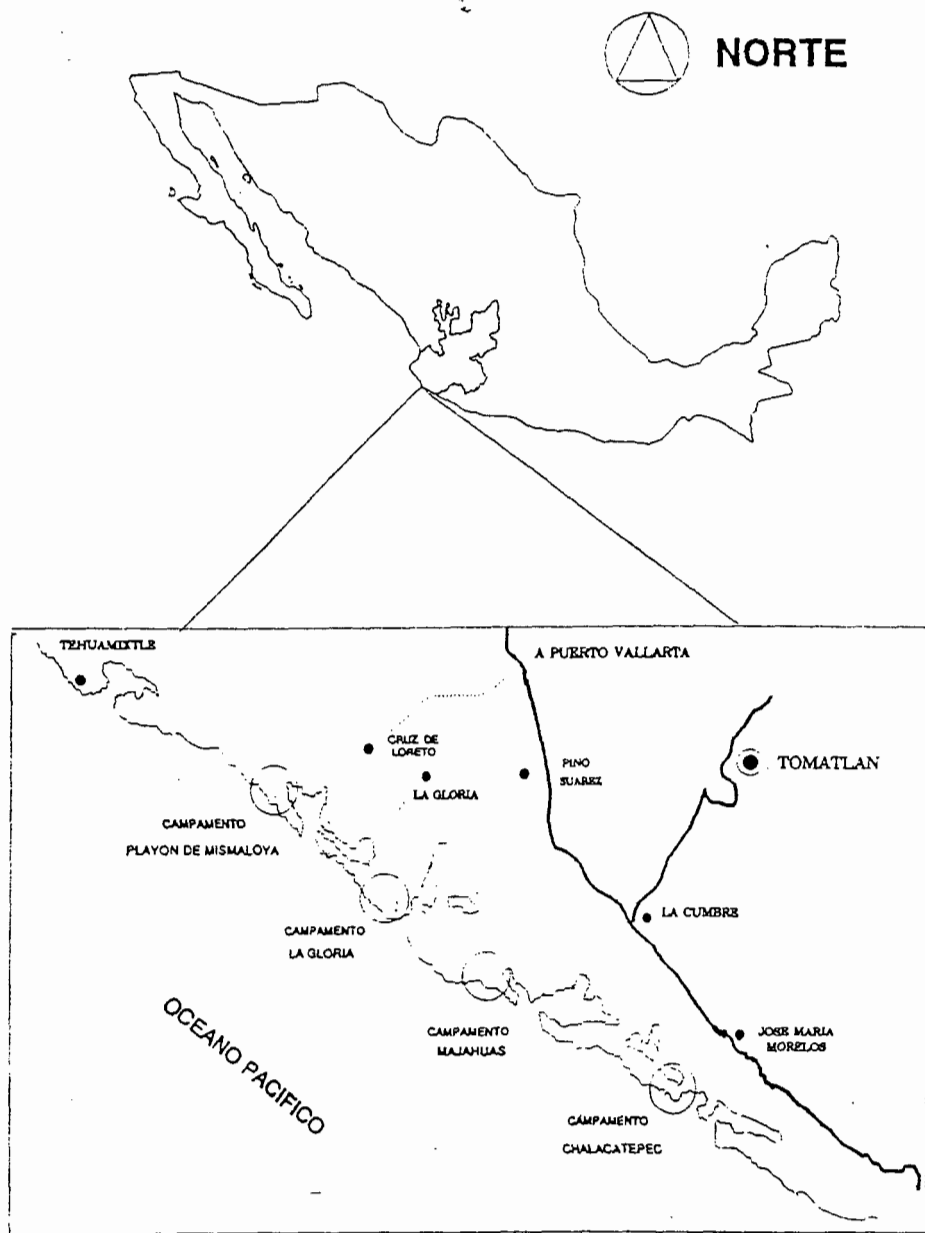 NORTE
TEHUAMIXTLE
A PUERTO VALLARTA
CRUZ DE
LORETO
LA GLORIA
PINO
SUAREZ
TOMATLAN
CAMPAMENTO
PLAYON DE MISMALOYA
LA CUMBRE
CAMPAMENTO
LA GLORIA
OCEANO PACIFICO
CAMPAMENTO
MAJAHUAS
JOSE MARIA
MORELOS
CAMPAMENTO
CHALACATEPEC